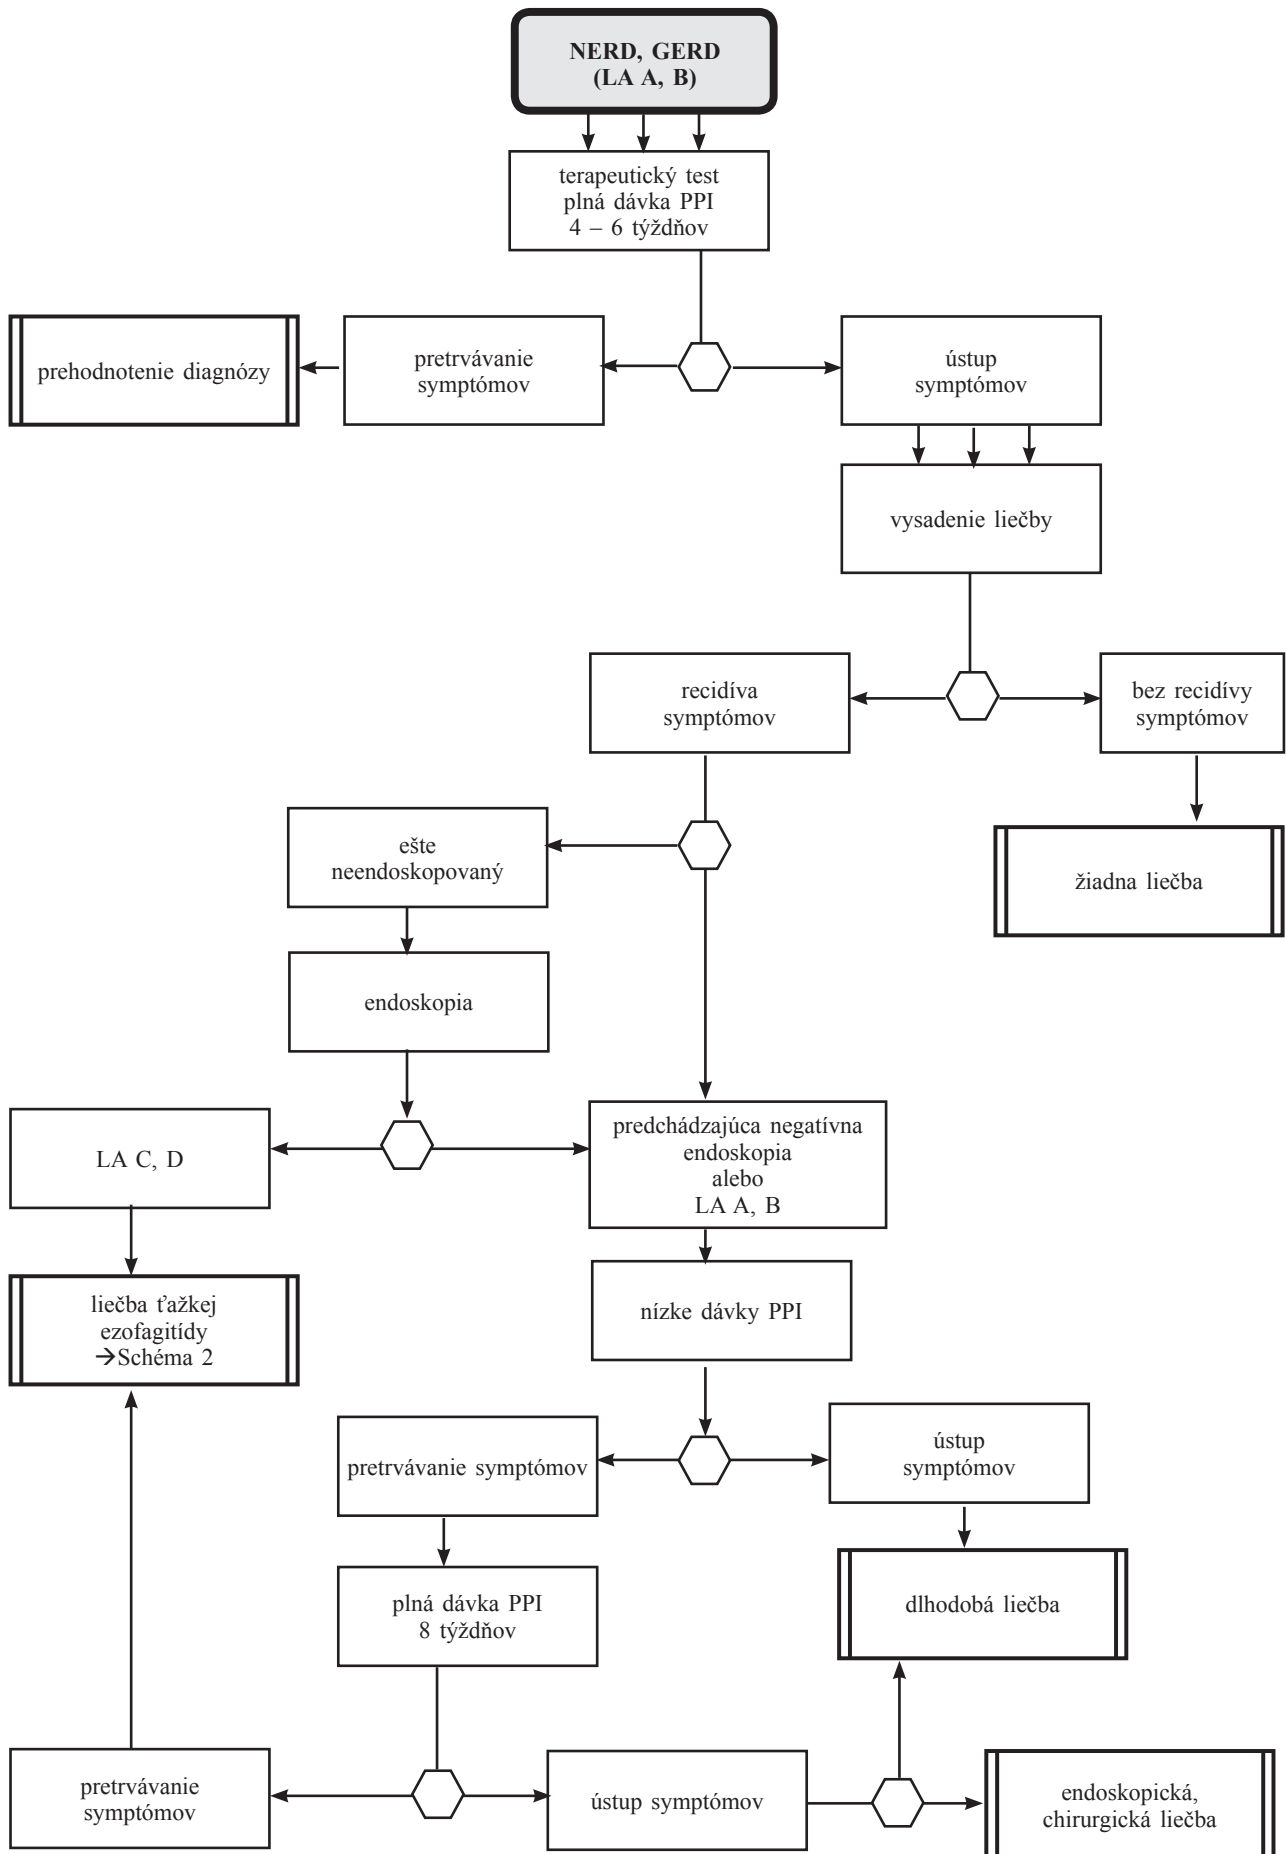 NERD, GERD
(LA A, B)
terapeutický test
plná dávka PPI
4 – 6 týždňov
prehodnotenie diagnózy
pretrvávanie
symptómov
ústup
symptómov
vysadenie liečby
recidíva
symptómov
bez recidívy
symptómov
ešte
neendoskopovaný
žiadna liečba
endoskopia
LA C, D
predchádzajúca negatívna
endoskopia
alebo
LA A, B
liečba ťažkej
ezofagitídy
→Schéma 2
nízke dávky PPI
pretrvávanie symptómov
ústup
symptómov
plná dávka PPI
8 týždňov
dlhodobá liečba
pretrvávanie
symptómov
ústup symptómov
endoskopická,
chirurgická liečba